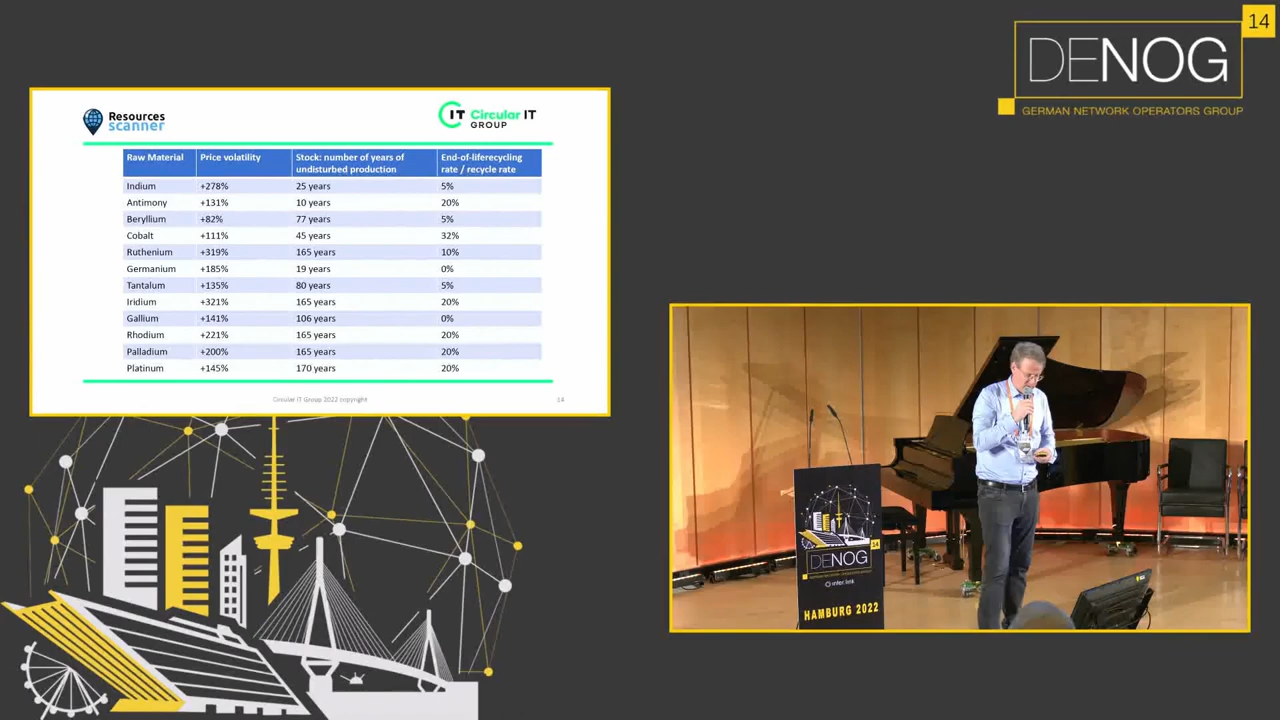 14
DENOG
GERMAN NETWORK OPERATORS GROUP
Resources
scanner
IT Circular IT
GROUP
Raw Material Price volatility Stock: number of years of undisturbed production End-of-liferecycling rate / recycle rate
Indium +278% 25 years 5%
Antimony +131% 10 years 20%
Beryllium +82% 77 years 5%
Cobalt +111% 45 years 32%
Ruthenium +319% 165 years 10%
Germanium +185% 19 years 0%
Tantalum +135% 80 years 5%
Iridium +321% 165 years 20%
Gallium +141% 106 years 0%
Rhodium +221% 165 years 20%
Palladium +200% 165 years 20%
Platinum +145% 170 years 20%
Circular IT Group 2022 copyright 14
14
DENOG
inter.link
HAMBURG 2022